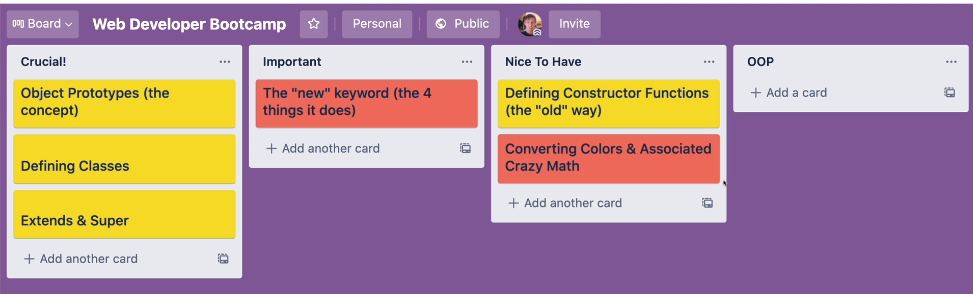 Board
Web Developer Bootcamp
Personal
Public
Invite
Crucial!
Object Prototypes (the
concept)
Defining Classes
Extends & Super
+ Add another card
Important
The "new" keyword (the 4
things it does)
+ Add another card
Nice To Have
Defining Constructor Functions
(the "old" way)
Converting Colors & Associated
Crazy Math
+ Add another card
OOP
+ Add a card